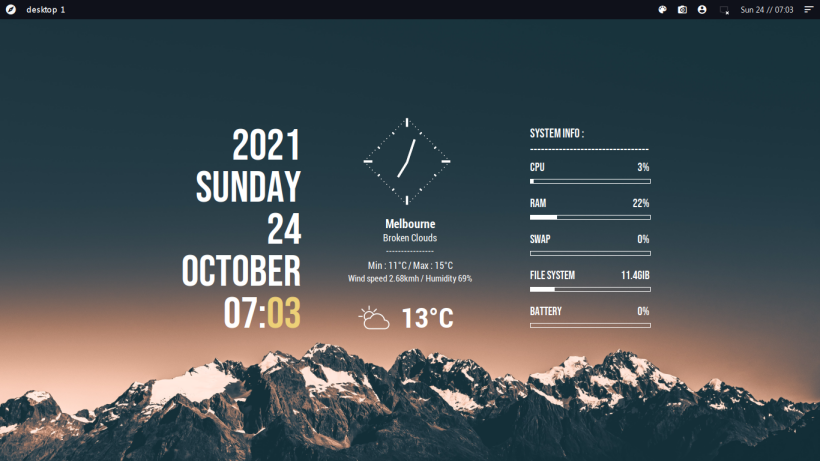 desktop 1
Sun 24 // 07:03
2021
SUNDAY
24
OCTOBER
07:03
Melbourne
Broken Clouds
----------------
Min : 11°C / Max : 15°C
Wind speed 2.68kmh / Humidity 69%
13°C
SYSTEM INFO :
---------------------------------
CPU 3%
RAM 22%
SWAP 0%
FILE SYSTEM 11.4GIB
BATTERY 0%